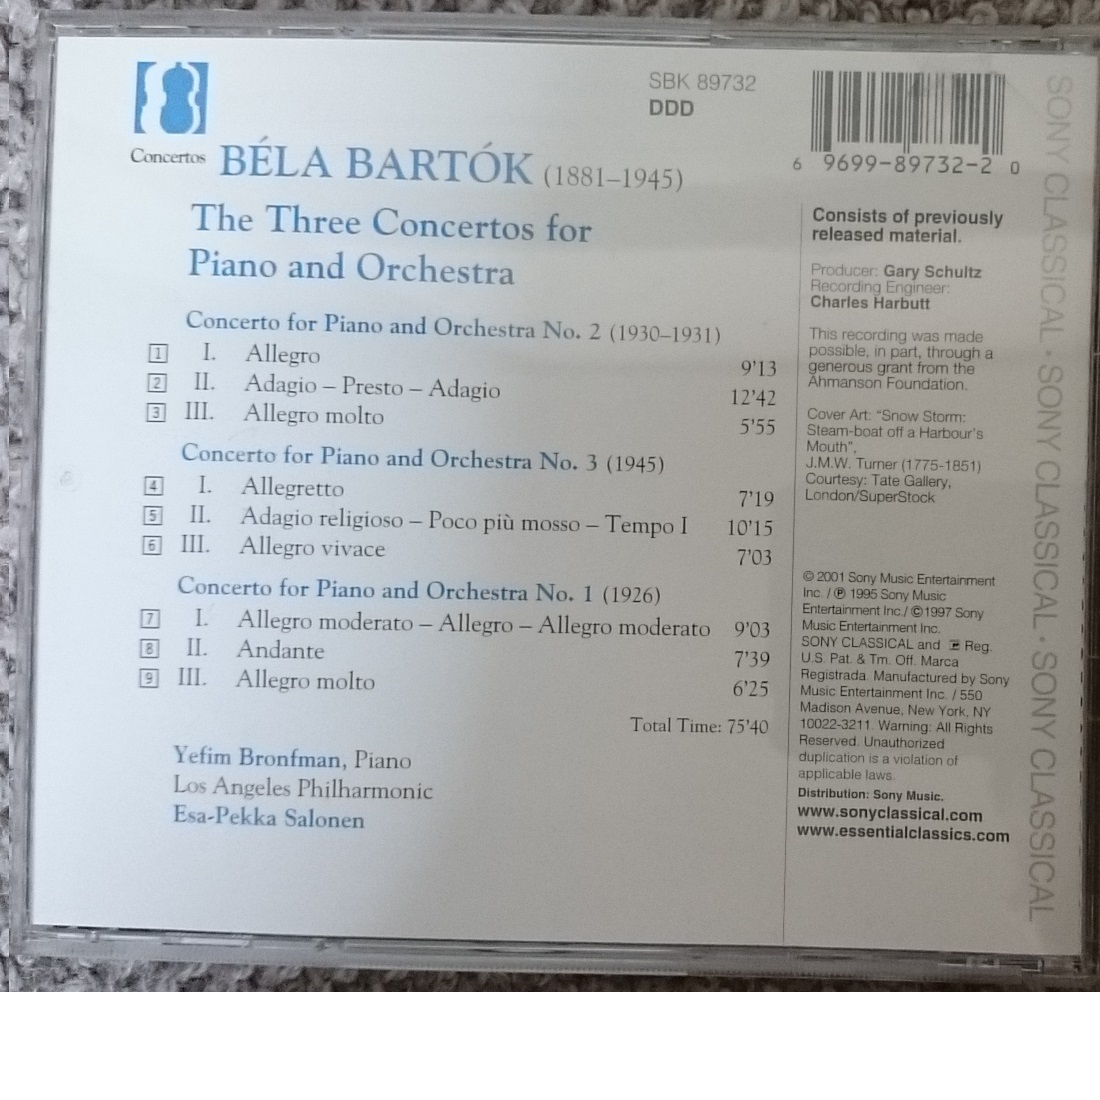 SBK 89732
DDD
6 9699-89732-2 0
Concertos
BÉLA BARTÓK (1881–1945)
The Three Concertos for
Piano and Orchestra
Concerto for Piano and Orchestra No. 2 (1930–1931)
1 I. Allegro 9'13
2 II. Adagio – Presto – Adagio 12'42
3 III. Allegro molto 5'55
Concerto for Piano and Orchestra No. 3 (1945)
4 I. Allegretto 7'19
5 II. Adagio religioso – Poco più mosso – Tempo I 10'15
6 III. Allegro vivace 7'03
Concerto for Piano and Orchestra No. 1 (1926)
7 I. Allegro moderato – Allegro – Allegro moderato 9'03
8 II. Andante 7'39
9 III. Allegro molto 6'25
Total Time: 75'40
Yefim Bronfman, Piano
Los Angeles Philharmonic
Esa-Pekka Salonen
Consists of previously
released material.
Producer: Gary Schultz
Recording Engineer:
Charles Harbutt
This recording was made
possible, in part, through a
generous grant from the
Ahmanson Foundation.
Cover Art: "Snow Storm:
Steam-boat off a Harbour's
Mouth",
J.M.W. Turner (1775-1851)
Courtesy: Tate Gallery,
London/SuperStock
© 2001 Sony Music Entertainment
Inc. / ℗ 1995 Sony Music
Entertainment Inc./ ©1997 Sony
Music Entertainment Inc.
SONY CLASSICAL and Reg.
U.S. Pat. & Tm. Off. Marca
Registrada. Manufactured by Sony
Music Entertainment Inc. / 550
Madison Avenue, New York, NY
10022-3211. Warning: All Rights
Reserved. Unauthorized
duplication is a violation of
applicable laws.
Distribution: Sony Music.
www.sonyclassical.com
www.essentialclassics.com
SONY CLASSICAL · SONY CLASSICAL · SONY CLASSICAL